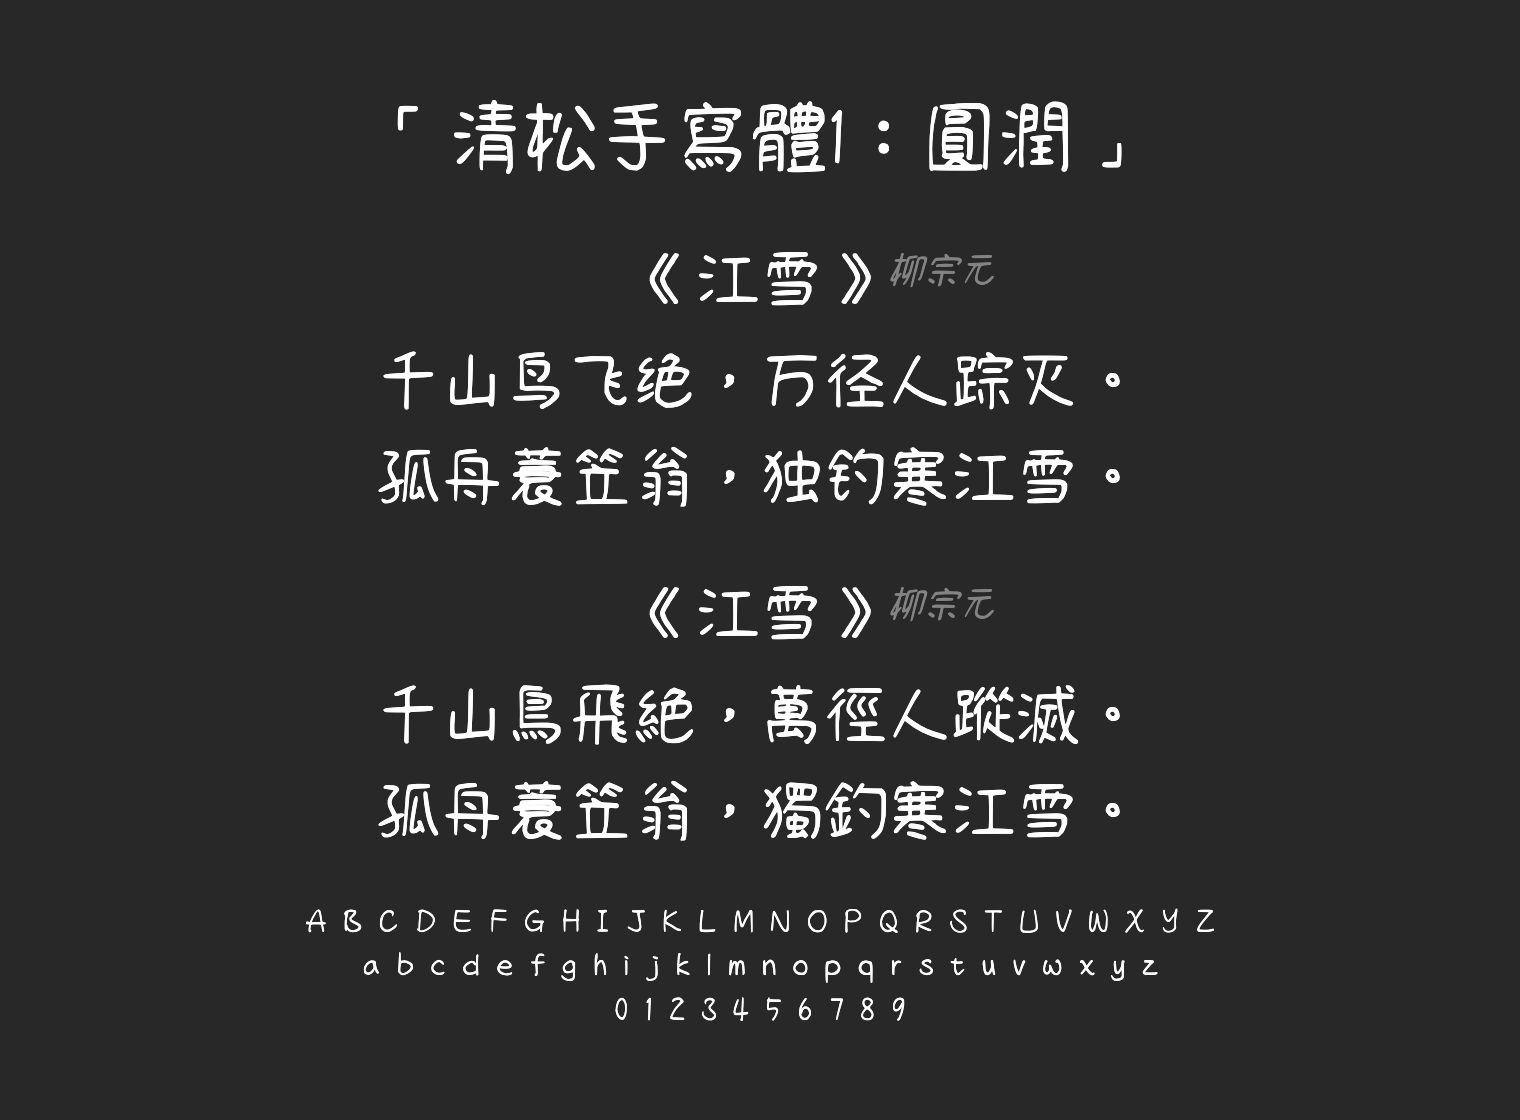 「清松手寫體1：圓潤」
《江雪》柳宗元
千山鸟飞绝，万径人踪灭。
孤舟蓑笠翁，独钓寒江雪。
《江雪》柳宗元
千山鳥飛絕，萬徑人蹤滅。
孤舟蓑笠翁，獨釣寒江雪。
A B C D E F G H I J K L M N O P Q R S T U V W X Y Z
a b c d e f g h i j k l m n o p q r s t u v w x y z
0 1 2 3 4 5 6 7 8 9